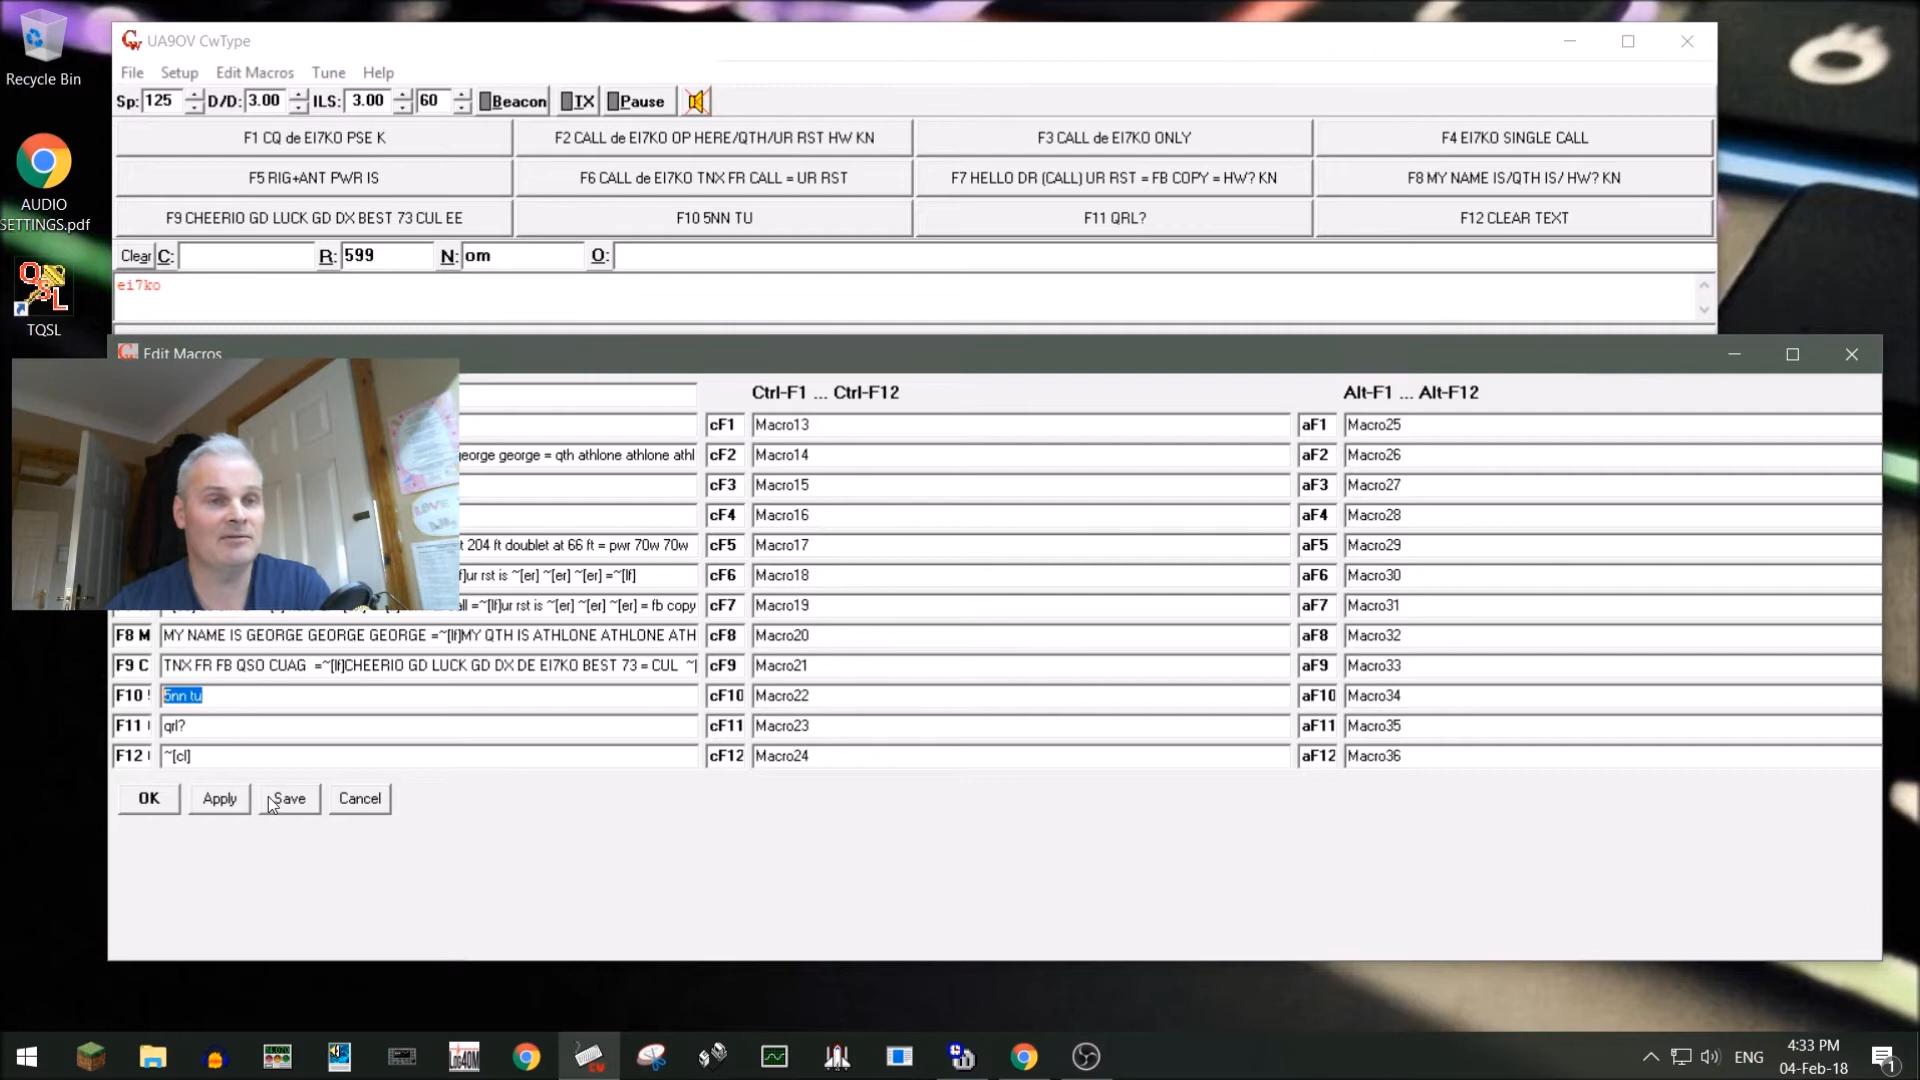 Recycle Bin
AUDIO
SETTINGS.pdf
TQSL
UA9OV CwType
File Setup Edit Macros Tune Help
Sp: 125 D/D: 3.00 ILS: 3.00 60 Beacon TX Pause
F1 CQ de EI7KO PSE K F2 CALL de EI7KO OP HERE/QTH/UR RST HW KN F3 CALL de EI7KO ONLY F4 EI7KO SINGLE CALL
F5 RIG+ANT PWR IS F6 CALL de EI7KO TNX FR CALL = UR RST F7 HELLO DR (CALL) UR RST = FB COPY = HW? KN F8 MY NAME IS/QTH IS/ HW? KN
F9 CHEERIO GD LUCK GD DX BEST 73 CUL EE F10 5NN TU F11 QRL? F12 CLEAR TEXT
Clear C: R: 599 N: om O:
ei7ko
Edit Macros
Ctrl-F1 ... Ctrl-F12 Alt-F1 ... Alt-F12
cF1 Macro13 aF1 Macro25
george george = qth athlone athlone athl cF2 Macro14 aF2 Macro26
cF3 Macro15 aF3 Macro27
cF4 Macro16 aF4 Macro28
t 204 ft doublet at 66 ft = pwr 70w 70w cF5 Macro17 aF5 Macro29
]ur rst is ~[er] ~[er] ~[er] =~[lf] cF6 Macro18 aF6 Macro30
all =~[lf]ur rst is ~[er] ~[er] ~[er] = fb copy cF7 Macro19 aF7 Macro31
F8 M MY NAME IS GEORGE GEORGE GEORGE =~[lf]MY QTH IS ATHLONE ATHLONE ATH cF8 Macro20 aF8 Macro32
F9 C TNX FR FB QSO CUAG =~[lf]CHEERIO GD LUCK GD DX DE EI7KO BEST 73 = CUL ~[ cF9 Macro21 aF9 Macro33
F10 5nn tu cF10 Macro22 aF10 Macro34
F11 qrl? cF11 Macro23 aF11 Macro35
F12 ~[cl] cF12 Macro24 aF12 Macro36
OK Apply Save Cancel
ENG 4:33 PM
04-Feb-18
1